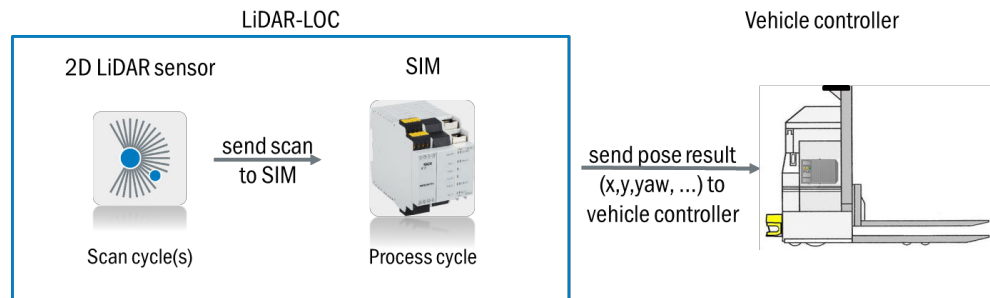 LiDAR-LOC
Vehicle controller
2D LiDAR sensor
SIM
send scan
to SIM
send pose result
(x,y,yaw, ...) to
vehicle controller
Scan cycle(s)
Process cycle